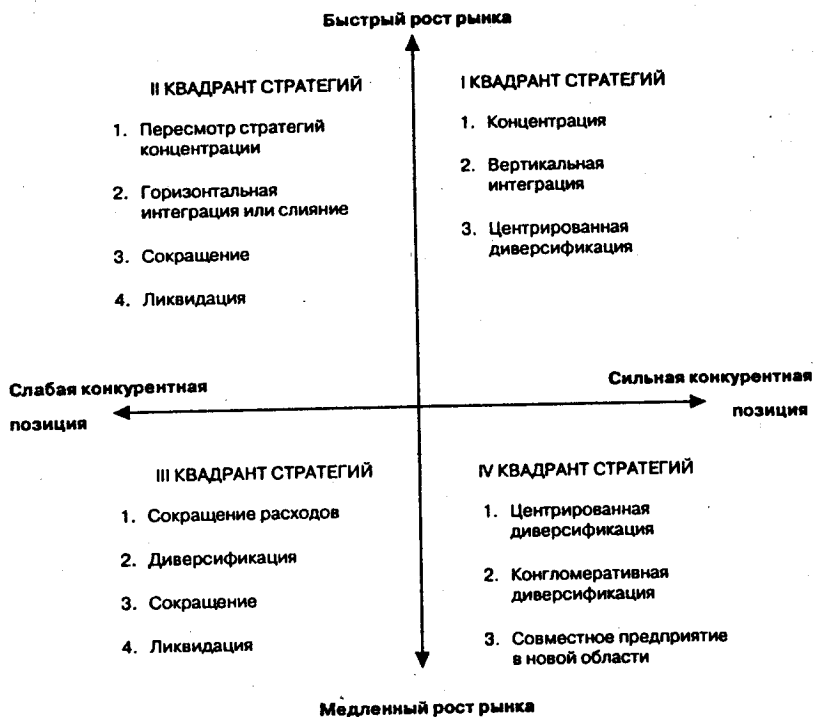 Быстрый рост рынка
II КВАДРАНТ СТРАТЕГИЙ
1. Пересмотр стратегий
концентрации
2. Горизонтальная
интеграция или слияние
3. Сокращение
4. Ликвидация
I КВАДРАНТ СТРАТЕГИЙ
1. Концентрация
2. Вертикальная
интеграция
3. Центрированная
диверсификация
Слабая конкурентная
позиция
Сильная конкурентная
позиция
III КВАДРАНТ СТРАТЕГИЙ
1. Сокращение расходов
2. Диверсификация
3. Сокращение
4. Ликвидация
IV КВАДРАНТ СТРАТЕГИЙ
1. Центрированная
диверсификация
2. Конгломеративная
диверсификация
3. Совместное предприятие
в новой области
Медленный рост рынка